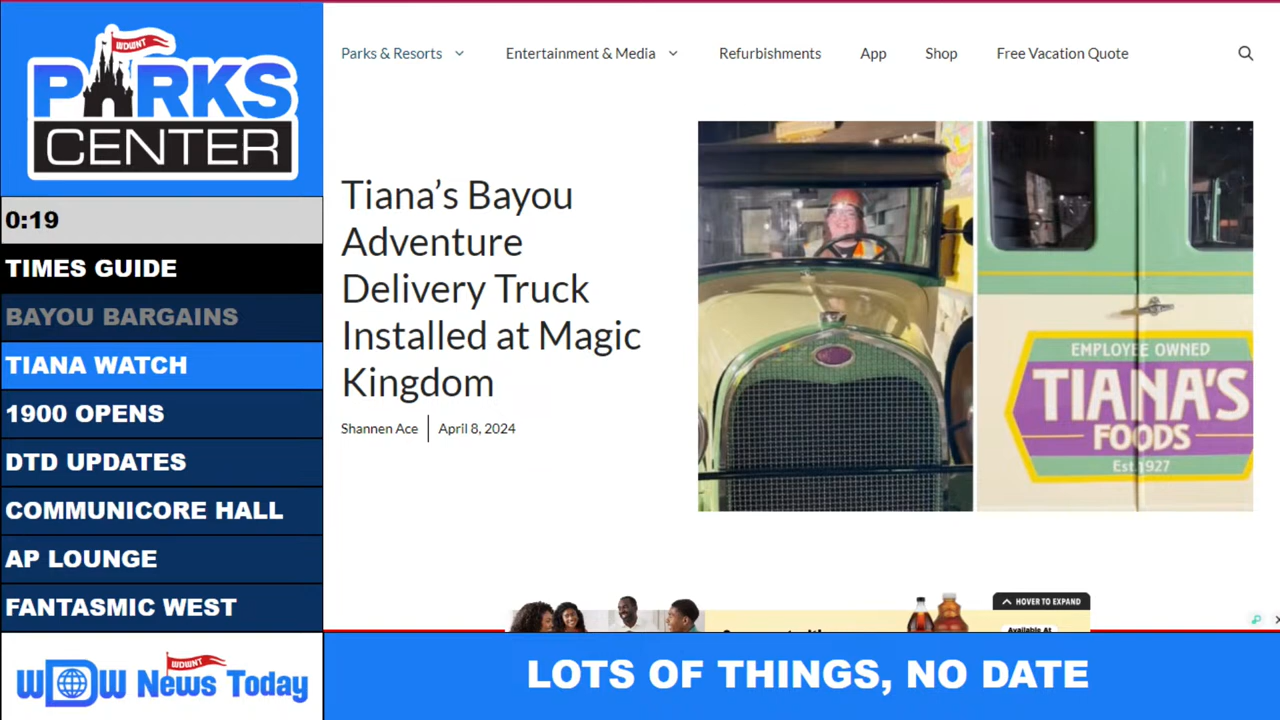 WDWNT
PARKS
CENTER
0:19
TIMES GUIDE
BAYOU BARGAINS
TIANA WATCH
1900 OPENS
DTD UPDATES
COMMUNICORE HALL
AP LOUNGE
FANTASMIC WEST
WDWNT
WDW News Today
Parks & Resorts
Entertainment & Media
Refurbishments
App
Shop
Free Vacation Quote
Tiana’s Bayou
Adventure
Delivery Truck
Installed at Magic
Kingdom
Shannen Ace
April 8, 2024
EMPLOYEE OWNED
TIANA'S
FOODS
Est. 1927
HOVER TO EXPAND
Available At
LOTS OF THINGS, NO DATE